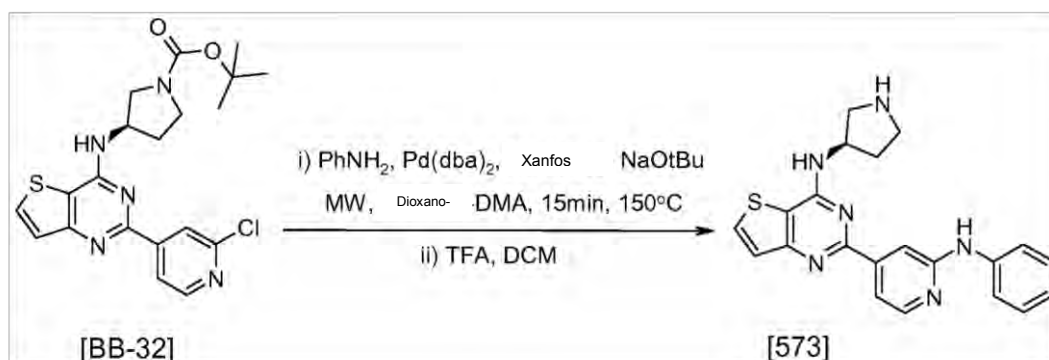 O
N
O
HN
S
N
N
Cl
N
[BB-32]
i) PhNH₂, Pd(dba)₂, Xanfos NaOtBu
MW, Dioxano- DMA, 15min, 150°C
ii) TFA, DCM
H
N
HN
S
N
N
H
N
N
[573]